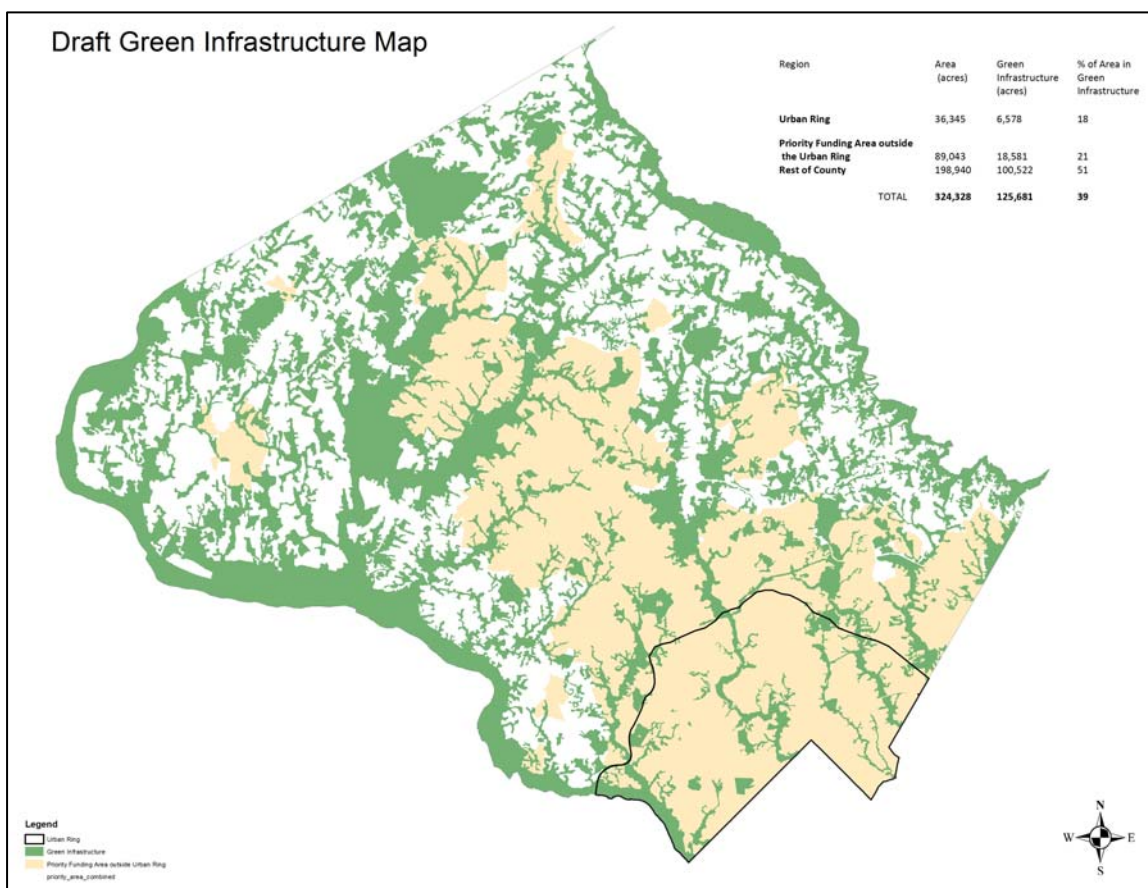 Draft Green Infrastructure Map
Region Area Green % of Area in
(acres) Infrastructure Green
(acres) Infrastructure
Urban Ring 36,345 6,578 18
Priority Funding Area outside
the Urban Ring 89,043 18,581 21
Rest of County 198,940 100,522 51
TOTAL 324,328 125,681 39
Legend
Urban Ring
Green Infrastructure
Priority Funding Area outside Urban Ring
priority_area_combined
N
W E
S